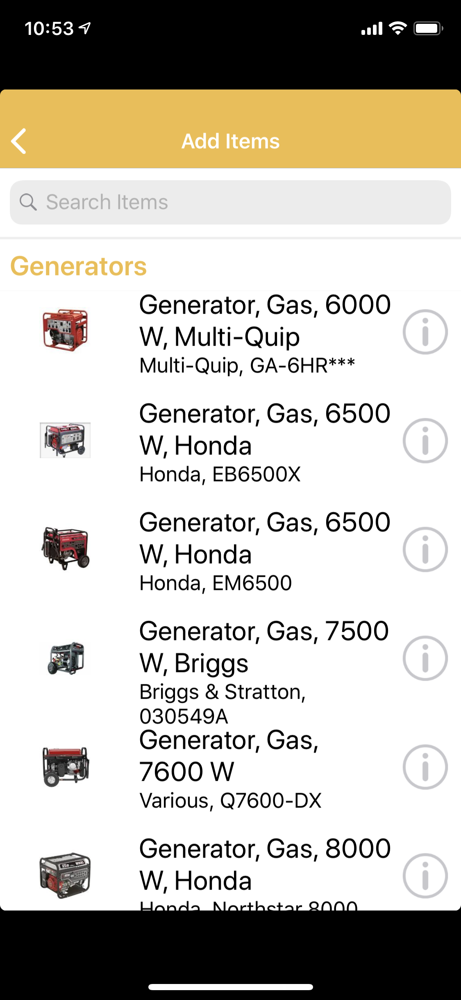 10:53
Add Items
Search Items
Generators
Generator, Gas, 6000
W, Multi-Quip
Multi-Quip, GA-6HR***
Generator, Gas, 6500
W, Honda
Honda, EB6500X
Generator, Gas, 6500
W, Honda
Honda, EM6500
Generator, Gas, 7500
W, Briggs
Briggs & Stratton,
030549A
Generator, Gas,
7600 W
Various, Q7600-DX
Generator, Gas, 8000
W, Honda
Honda, Northstar 8000